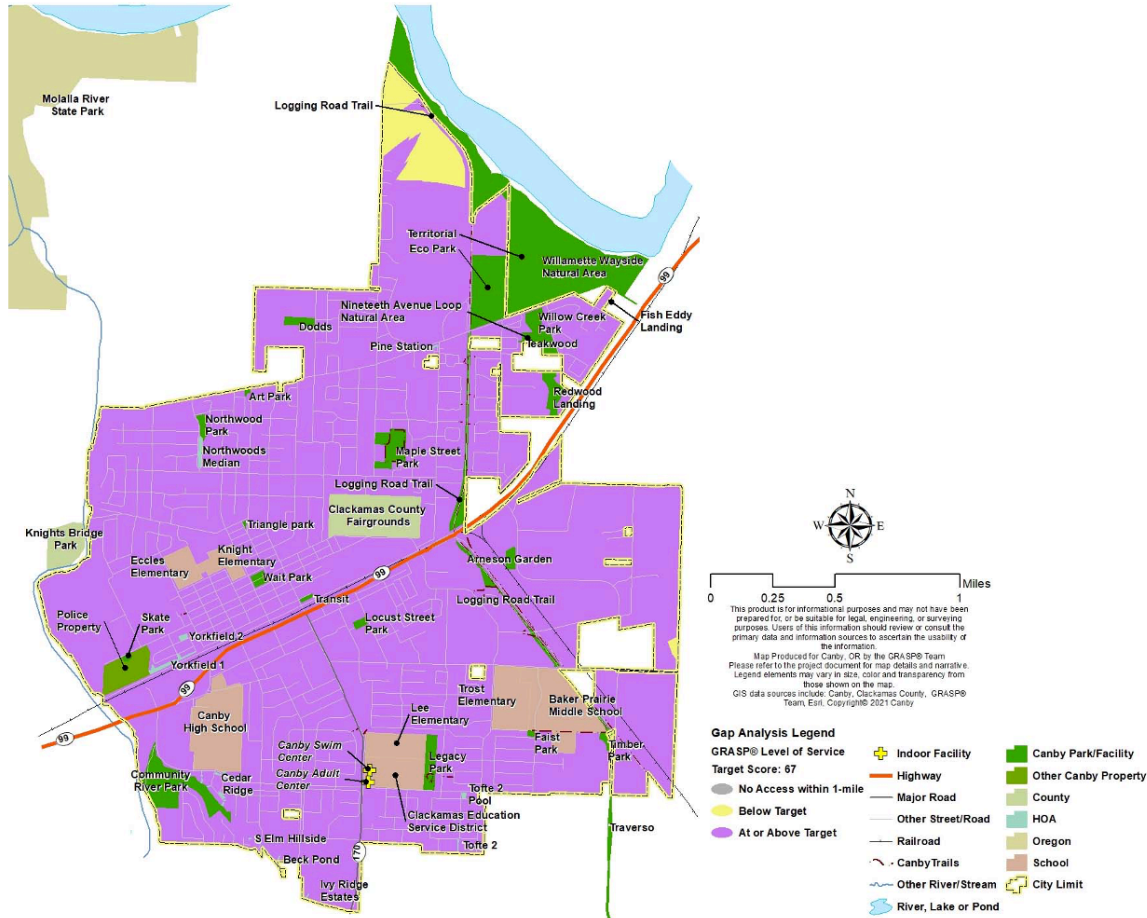 Molalla River
State Park
Logging Road Trail
Territorial
Eco Park
Willamette Wayside
Natural Area
99
Nineteeth Avenue Loop
Natural Area
Willow Creek
Park
Fish Eddy
Landing
Dodds
Pine Station
Teakwood
Art Park
Redwood
Landing
Northwood
Park
Northwoods
Median
Maple Street
Park
Logging Road Trail
Clackamas County
Fairgrounds
Triangle park
Knights Bridge
Park
Eccles
Elementary
Knight
Elementary
Wait Park
Arneson Garden
99
Transit
Logging Road Trail
Police
Property
Skate
Park
Locust Street
Park
Yorkfield 2
Yorkfield 1
99
Trost
Elementary
Baker Prairie
Middle School
Canby
High School
Lee
Elementary
99
Canby Swim
Center
Canby Adult
Center
Legacy
Park
Faist
Park
Timber
Park
Community
River Park
Cedar
Ridge
Tofte 2
Pool
Clackamas Education
Service District
Traverso
S Elm Hillside
Tofte 2
Beck Pond
170
Ivy Ridge
Estates
N
W
E
S
0
0.25
0.5
1
Miles
This product is for informational purposes and may not have been
prepared for, or be suitable for legal, engineering, or surveying
purposes. Users of this information should review or consult the
primary data and information sources to ascertain the usability of
the information.
Map Produced for Canby, OR by the GRASP® Team
Please refer to the project document for map details and narrative.
Legend elements may vary in size, color and transparency from
those shown on the map.
GIS data sources include: Canby, Clackamas County, GRASP®
Team, Esri, Copyright© 2021 Canby
Gap Analysis Legend
GRASP® Level of Service
Target Score: 67
No Access within 1-mile
Below Target
At or Above Target
Indoor Facility
Highway
Major Road
Other Street/Road
Railroad
CanbyTrails
Other River/Stream
River, Lake or Pond
Canby Park/Facility
Other Canby Property
County
HOA
Oregon
School
City Limit